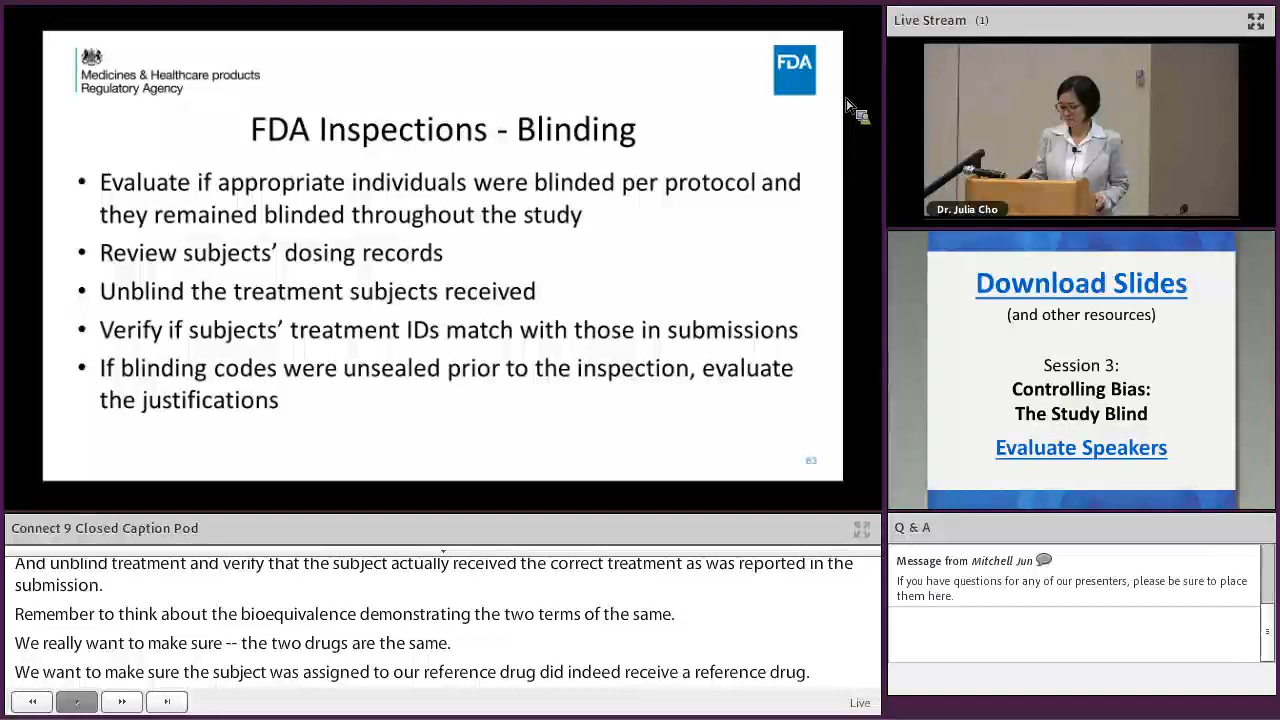 Medicines & Healthcare products
Regulatory Agency
FDA
FDA Inspections - Blinding
• Evaluate if appropriate individuals were blinded per protocol and
they remained blinded throughout the study
• Review subjects’ dosing records
• Unblind the treatment subjects received
• Verify if subjects’ treatment IDs match with those in submissions
• If blinding codes were unsealed prior to the inspection, evaluate
the justifications
83
Live Stream (1)
Dr. Julia Cho
Download Slides
(and other resources)
Session 3:
Controlling Bias:
The Study Blind
Evaluate Speakers
Connect 9 Closed Caption Pod
And unblind treatment and verify that the subject actually received the correct treatment as was reported in the
submission.
Remember to think about the bioequivalence demonstrating the two terms of the same.
We really want to make sure -- the two drugs are the same.
We want to make sure the subject was assigned to our reference drug did indeed receive a reference drug.
Live
Q & A
Message from Mitchell Jun
If you have questions for any of our presenters, please be sure to place
them here.